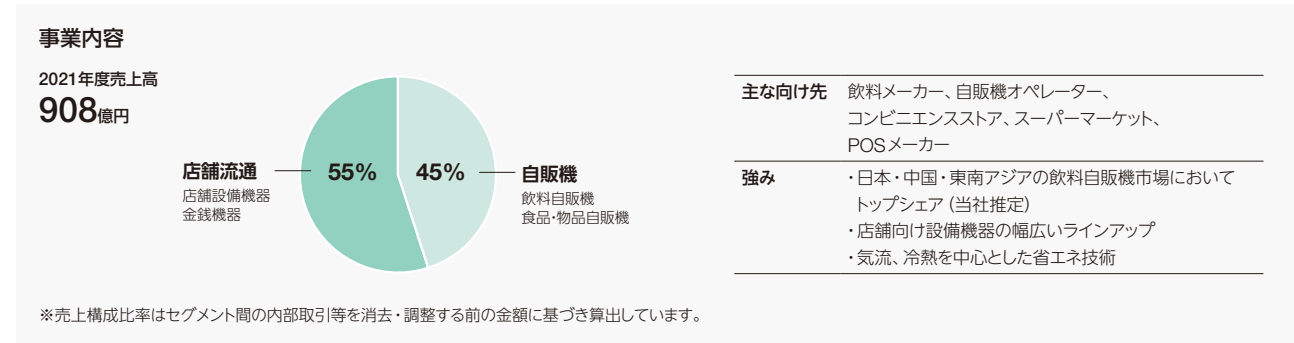 事業内容
2021年度売上高
908億円
店舗流通
店舗設備機器
金銭機器
55%
45%
自販機
飲料自販機
食品・物品自販機
主な向け先
飲料メーカー、自販機オペレーター、
コンビニエンスストア、スーパーマーケット、
POSメーカー
強み
・日本・中国・東南アジアの飲料自販機市場において
トップシェア（当社推定）
・店舗向け設備機器の幅広いラインアップ
・気流、冷熱を中心とした省エネ技術
※売上構成比率はセグメント間の内部取引等を消去・調整する前の金額に基づき算出しています。